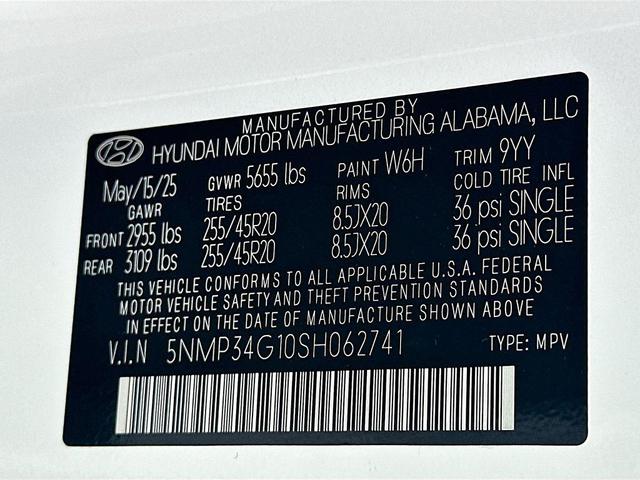 MANUFACTURED BY
HYUNDAI MOTOR MANUFACTURING ALABAMA, LLC
May/15/25 GVWR 5655 lbs PAINT W6H TRIM 9YY
GAWR TIRES RIMS COLD TIRE INFL
FRONT 2955 lbs 255/45R20 8.5JX20 36 psi SINGLE
REAR 3109 lbs 255/45R20 8.5JX20 36 psi SINGLE
THIS VEHICLE CONFORMS TO ALL APPLICABLE U.S.A. FEDERAL
MOTOR VEHICLE SAFETY AND THEFT PREVENTION STANDARDS
IN EFFECT ON THE DATE OF MANUFACTURE SHOWN ABOVE
V.I.N 5NMP34G10SH062741 TYPE: MPV